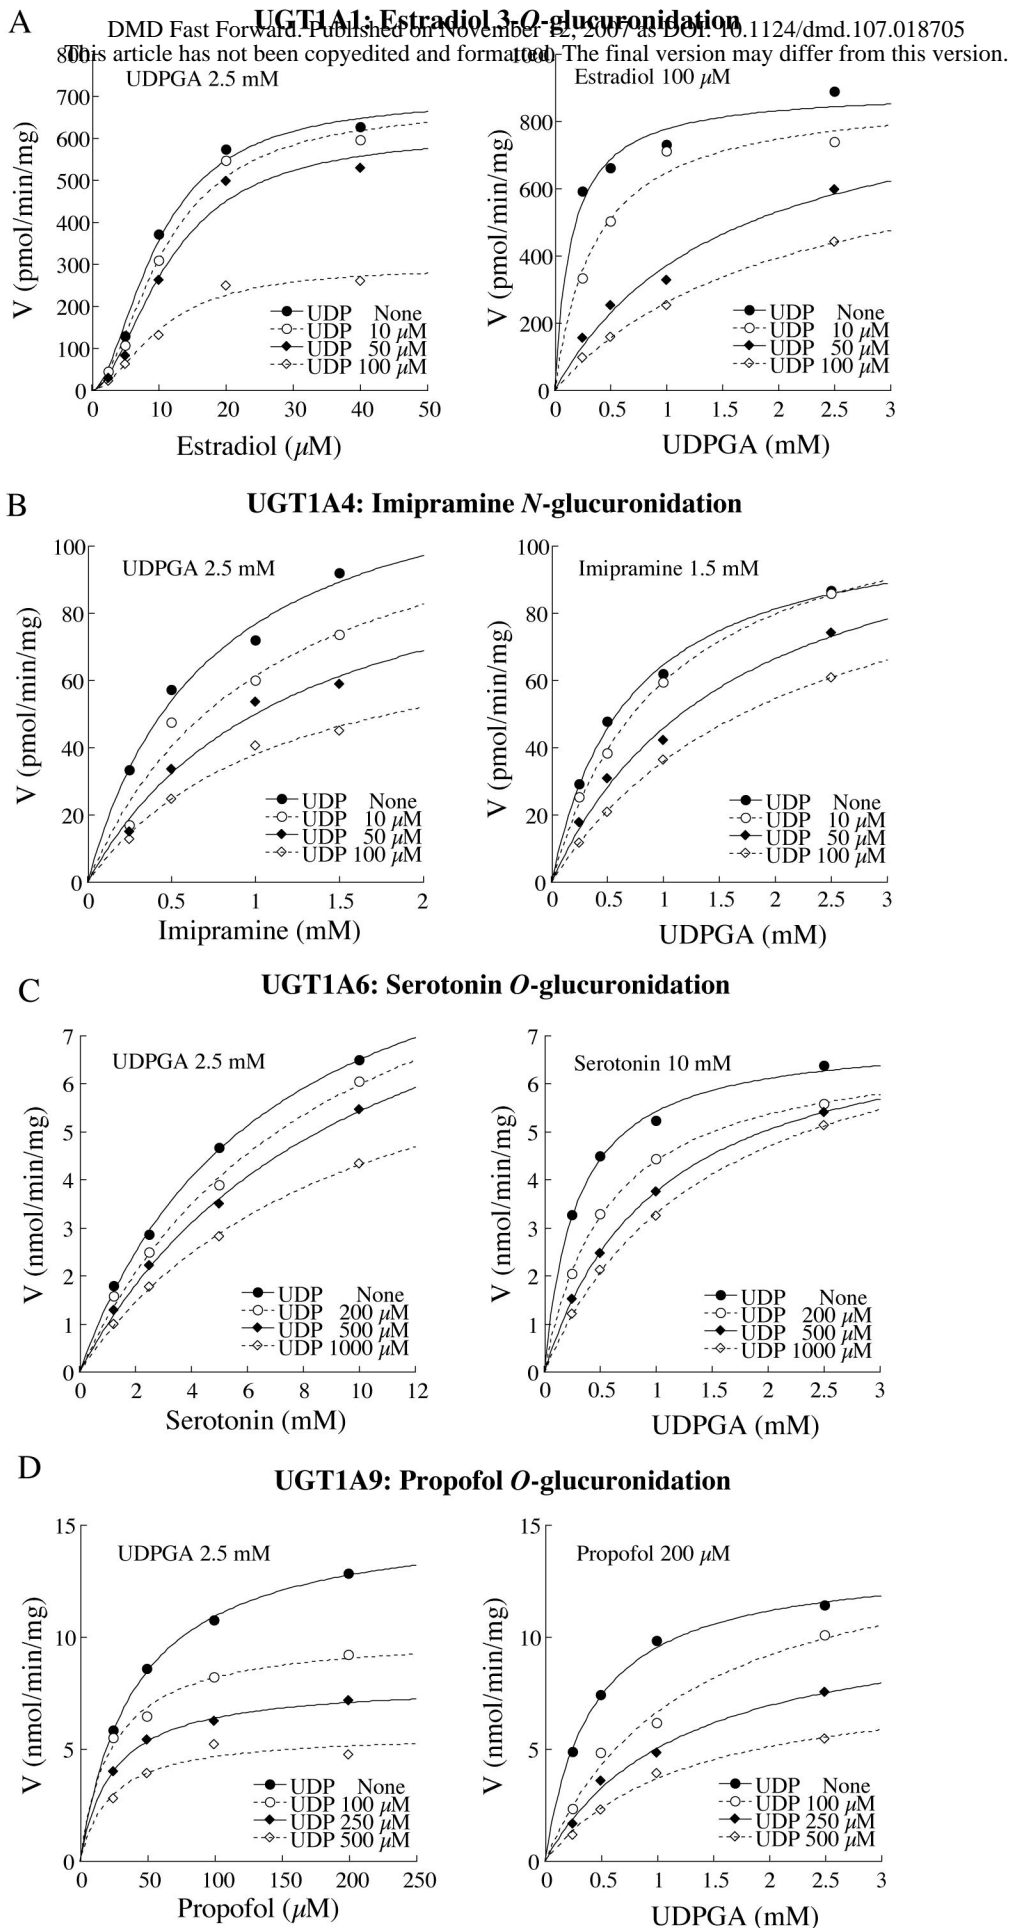 A
UGT1A1: Estradiol 3-O-glucuronidation
DMD Fast Forward. Published on November 12, 2007 as DOI: 10.1124/dmd.107.018705
This article has not been copyedited and formatted. The final version may differ from this version.
UDPGA 2.5 mM
V (pmol/min/mg)
800
700
600
500
400
300
200
100
0
UDP None
UDP 10 μM
UDP 50 μM
UDP 100 μM
0 10 20 30 40 50
Estradiol (μM)
Estradiol 100 μM
V (pmol/min/mg)
1000
800
600
400
200
0
UDP None
UDP 10 μM
UDP 50 μM
UDP 100 μM
0 0.5 1 1.5 2 2.5 3
UDPGA (mM)
B
UGT1A4: Imipramine N-glucuronidation
UDPGA 2.5 mM
V (pmol/min/mg)
100
80
60
40
20
0
UDP None
UDP 10 μM
UDP 50 μM
UDP 100 μM
0 0.5 1 1.5 2
Imipramine (mM)
Imipramine 1.5 mM
V (pmol/min/mg)
100
80
60
40
20
0
UDP None
UDP 10 μM
UDP 50 μM
UDP 100 μM
0 0.5 1 1.5 2 2.5 3
UDPGA (mM)
C
UGT1A6: Serotonin O-glucuronidation
UDPGA 2.5 mM
V (nmol/min/mg)
7
6
5
4
3
2
1
0
UDP None
UDP 200 μM
UDP 500 μM
UDP 1000 μM
0 2 4 6 8 10 12
Serotonin (mM)
Serotonin 10 mM
V (nmol/min/mg)
7
6
5
4
3
2
1
0
UDP None
UDP 200 μM
UDP 500 μM
UDP 1000 μM
0 0.5 1 1.5 2 2.5 3
UDPGA (mM)
D
UGT1A9: Propofol O-glucuronidation
UDPGA 2.5 mM
V (nmol/min/mg)
15
10
5
0
UDP None
UDP 100 μM
UDP 250 μM
UDP 500 μM
0 50 100 150 200 250
Propofol (μM)
Propofol 200 μM
V (nmol/min/mg)
15
10
5
0
UDP None
UDP 100 μM
UDP 250 μM
UDP 500 μM
0 0.5 1 1.5 2 2.5 3
UDPGA (mM)